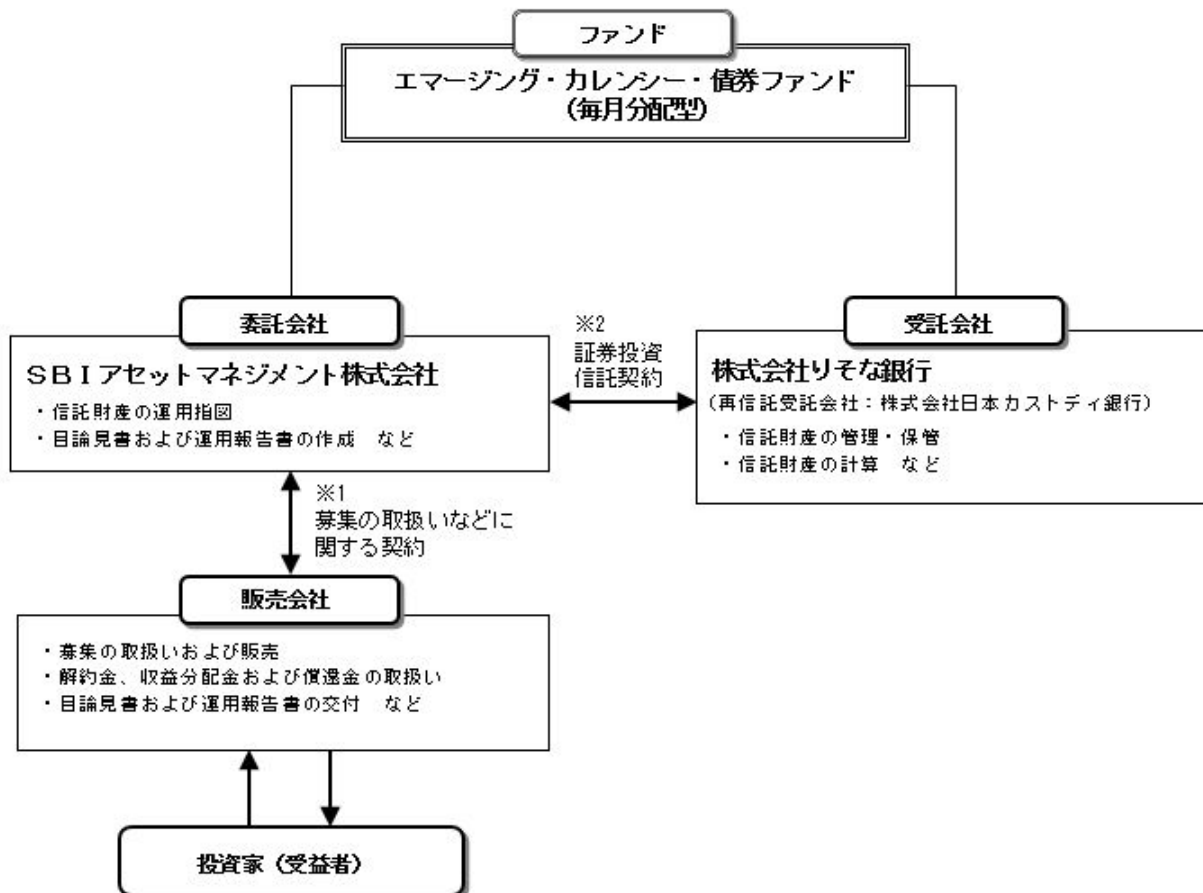 ファンド
エマージング・カレンシー・債券ファンド
(毎月分配型)
委託会社
SBIアセットマネジメント株式会社
・信託財産の運用指図
・目論見書および運用報告書の作成　など
※2
証券投資
信託契約
受託会社
株式会社りそな銀行
(再信託受託会社：株式会社日本カストディ銀行)
・信託財産の管理・保管
・信託財産の計算　など
※1
募集の取扱いなどに
関する契約
販売会社
・募集の取扱いおよび販売
・解約金、収益分配金および償還金の取扱い
・目論見書および運用報告書の交付　など
投資家（受益者）